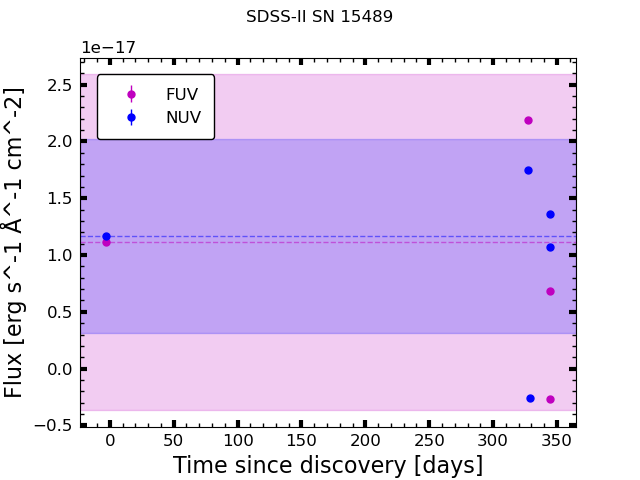 SDSS-II SN 15489
1e−17
FUV
NUV
2.5
2.0
1.5
1.0
0.5
0.0
−0.5
0
50
100
150
200
250
300
350
Flux [erg s^-1 Å^-1 cm^-2]
Time since discovery [days]